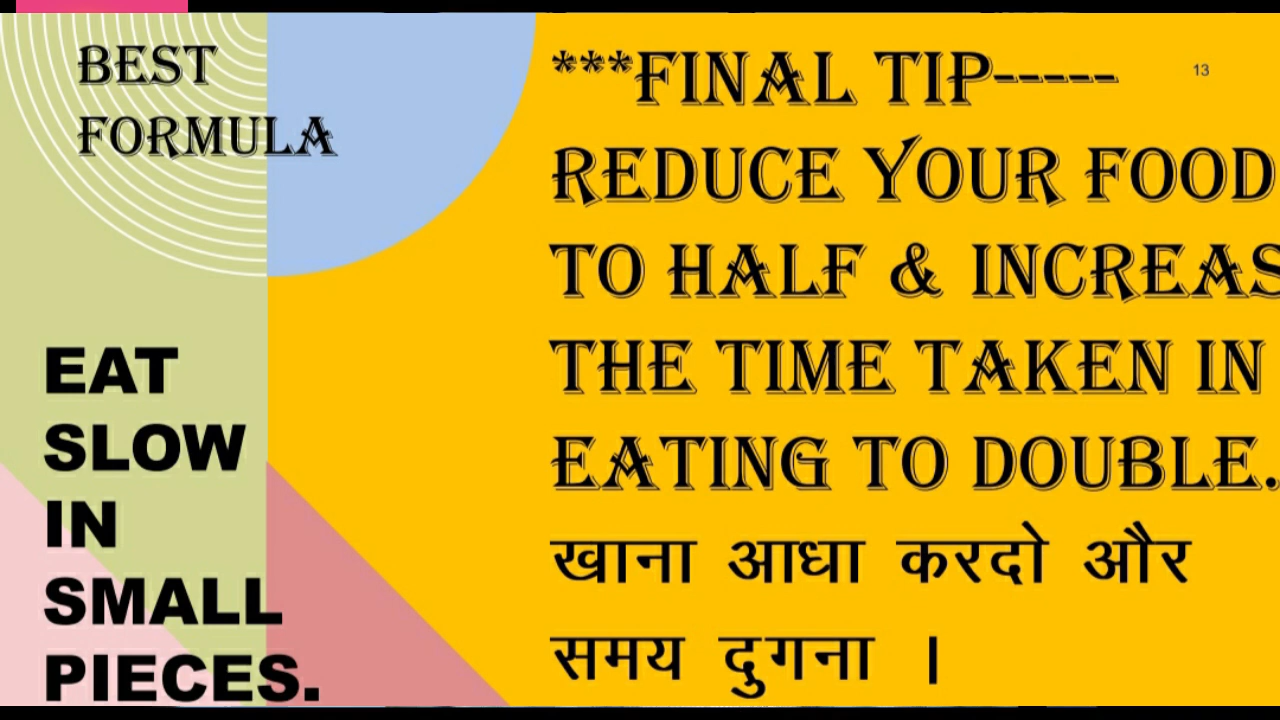 BEST
FORMULA
EAT
SLOW
IN
SMALL
PIECES.
***FINAL TIP-----
13
REDUCE YOUR FOOD
TO HALF & INCREAS
THE TIME TAKEN IN
EATING TO DOUBLE.
खाना आधा करदो और
समय दुगना ।